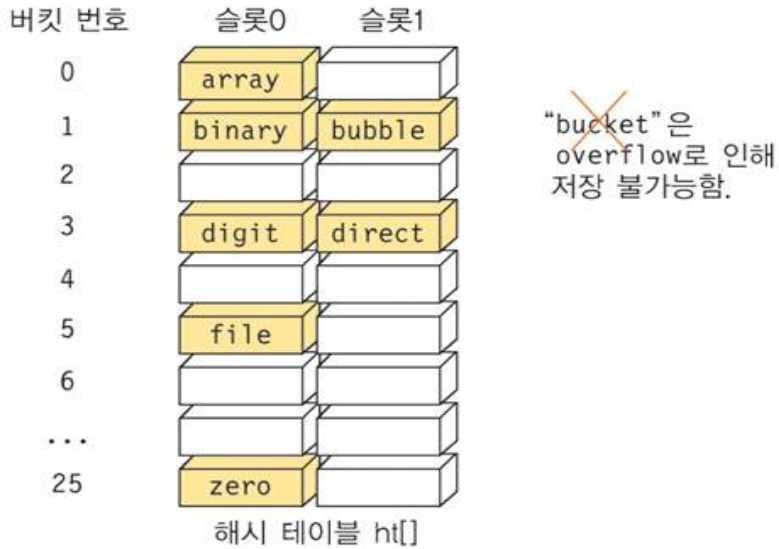 버킷 번호 슬롯0 슬롯1
0 array
1 binary bubble
2
3 digit direct
4
5 file
6
...
25 zero
해시 테이블 ht[]
“bucket”은
overflow로 인해
저장 불가능함.